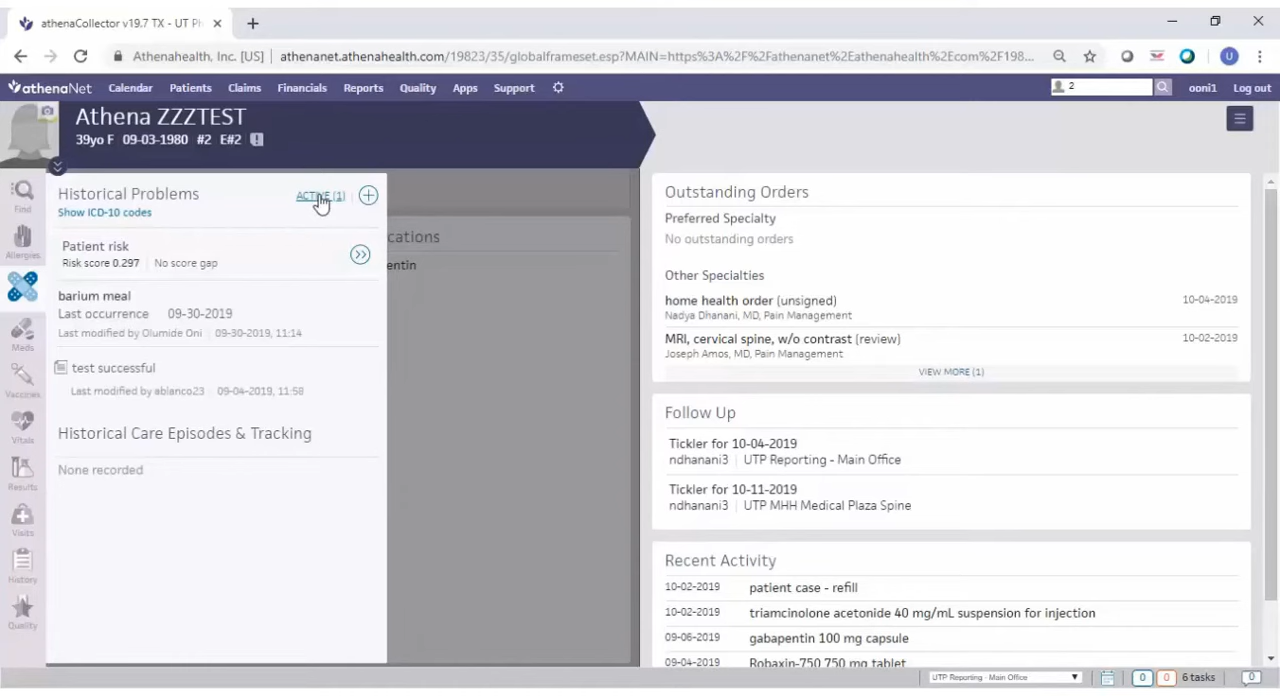 athenaCollector v19.7 TX - UT Ph
Athenahealth, Inc. [US] | athenanet.athenahealth.com/19823/35/globalframeset.esp?MAIN=https%3A%2F%2Fathenanet%2Eathenahealth%2Ecom%2F198...
U
athenaNet Calendar Patients Claims Financials Reports Quality Apps Support 2 ooni1 Log out
Athena ZZZTEST
39yo F 09-03-1980 #2 E#2
Find
Allergies
Meds
Vaccines
Vitals
Results
Visits
History
Quality
Historical Problems ACTIVE (1)
Show ICD-10 codes
Patient risk
Risk score 0.297 | No score gap
barium meal
Last occurrence 09-30-2019
Last modified by Olumide Oni | 09-30-2019, 11:14
test successful
Last modified by ablanco23 | 09-04-2019, 11:58
Historical Care Episodes & Tracking
None recorded
cations
entin
Outstanding Orders
Preferred Specialty
No outstanding orders
Other Specialties
home health order (unsigned) 10-04-2019
Nadya Dhanani, MD, Pain Management
MRI, cervical spine, w/o contrast (review) 10-02-2019
Joseph Amos, MD, Pain Management
VIEW MORE (1)
Follow Up
Tickler for 10-04-2019
ndhanani3 | UTP Reporting - Main Office
Tickler for 10-11-2019
ndhanani3 | UTP MHH Medical Plaza Spine
Recent Activity
10-02-2019 patient case - refill
10-02-2019 triamcinolone acetonide 40 mg/mL suspension for injection
09-06-2019 gabapentin 100 mg capsule
09-04-2019 Robaxin-750 750 mg tablet
UTP Reporting - Main Office 0 0 6 tasks 0